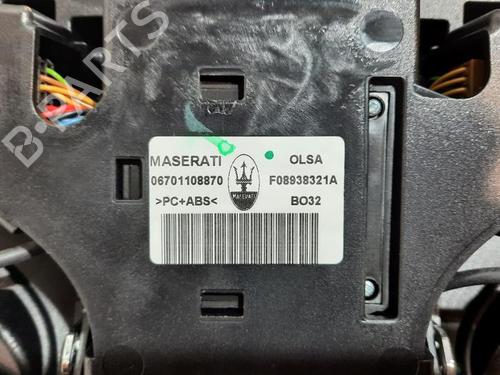 B-PARTS
MASERATI OLSA
06701108870 F08938321A
MASERATI
>PC+ABS< BO32